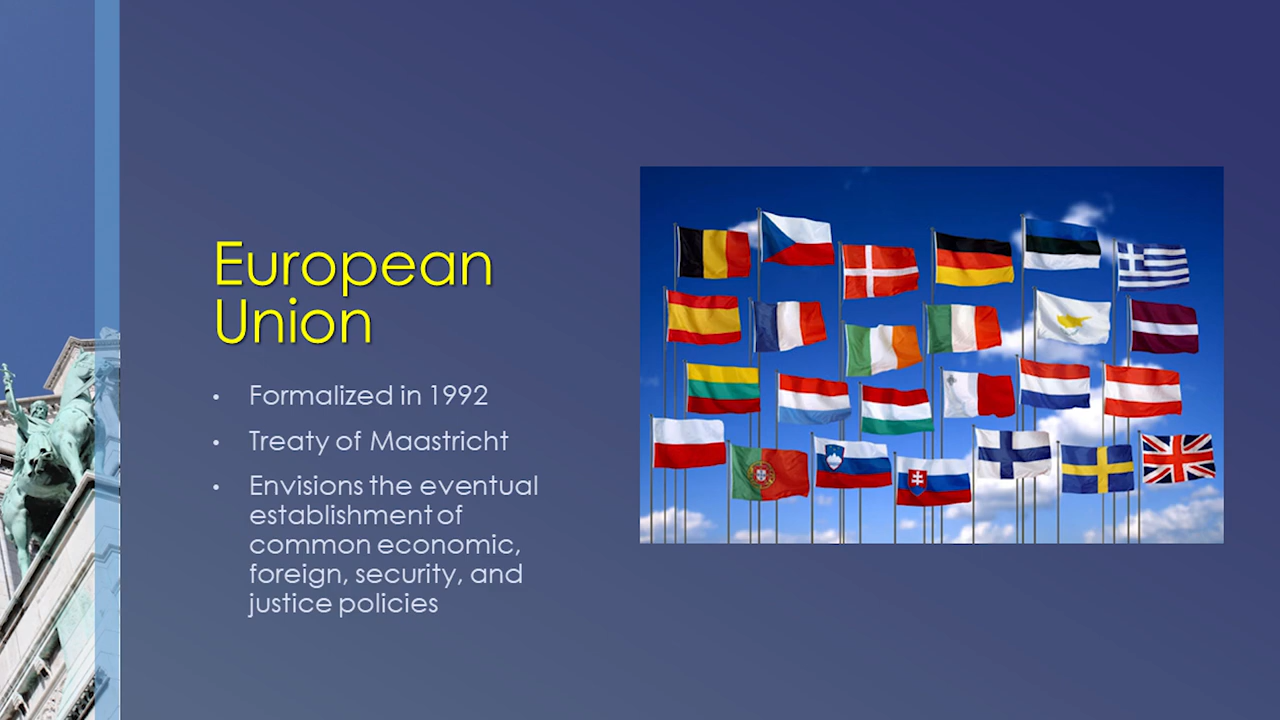 European
Union
• Formalized in 1992
• Treaty of Maastricht
• Envisions the eventual
establishment of
common economic,
foreign, security, and
justice policies